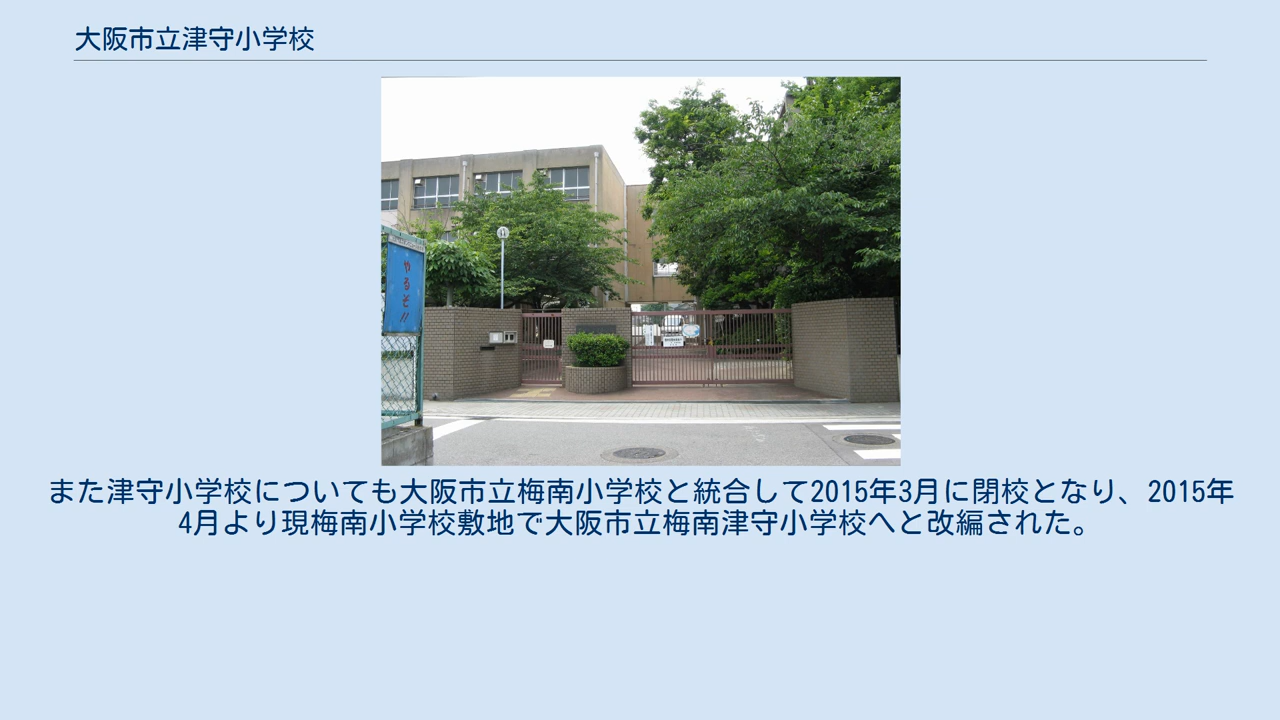 大阪市立津守小学校
やるぞ!!
また津守小学校についても大阪市立梅南小学校と統合して2015年3月に閉校となり、2015年
4月より現梅南小学校敷地で大阪市立梅南津守小学校へと改編された。